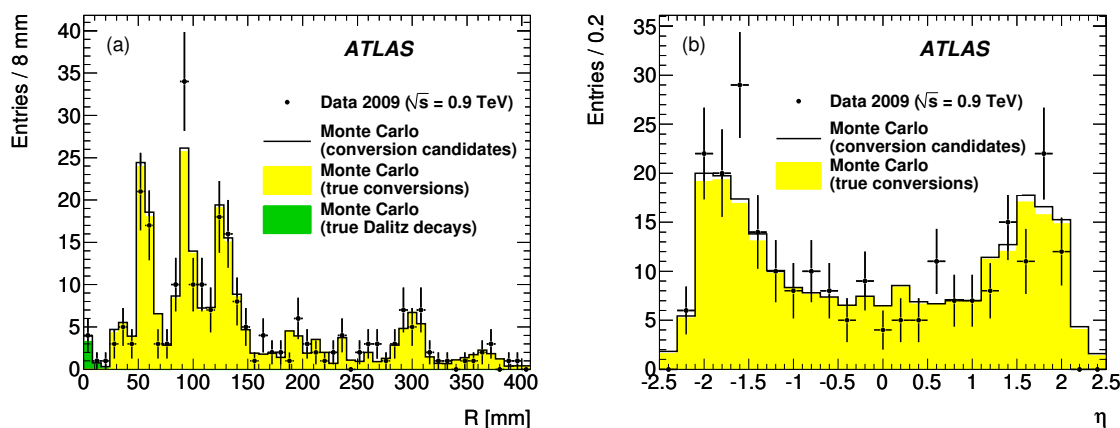 Entries / 8 mm
40
35
30
25
20
15
10
5
0
(a)
ATLAS
Data 2009 (√s = 0.9 TeV)
Monte Carlo
(conversion candidates)
Monte Carlo
(true conversions)
Monte Carlo
(true Dalitz decays)
0 50 100 150 200 250 300 350 400
R [mm]
Entries / 0.2
35
30
25
20
15
10
5
0
(b)
ATLAS
Data 2009 (√s = 0.9 TeV)
Monte Carlo
(conversion candidates)
Monte Carlo
(true conversions)
-2.5 -2 -1.5 -1 -0.5 0 0.5 1 1.5 2 2.5
η